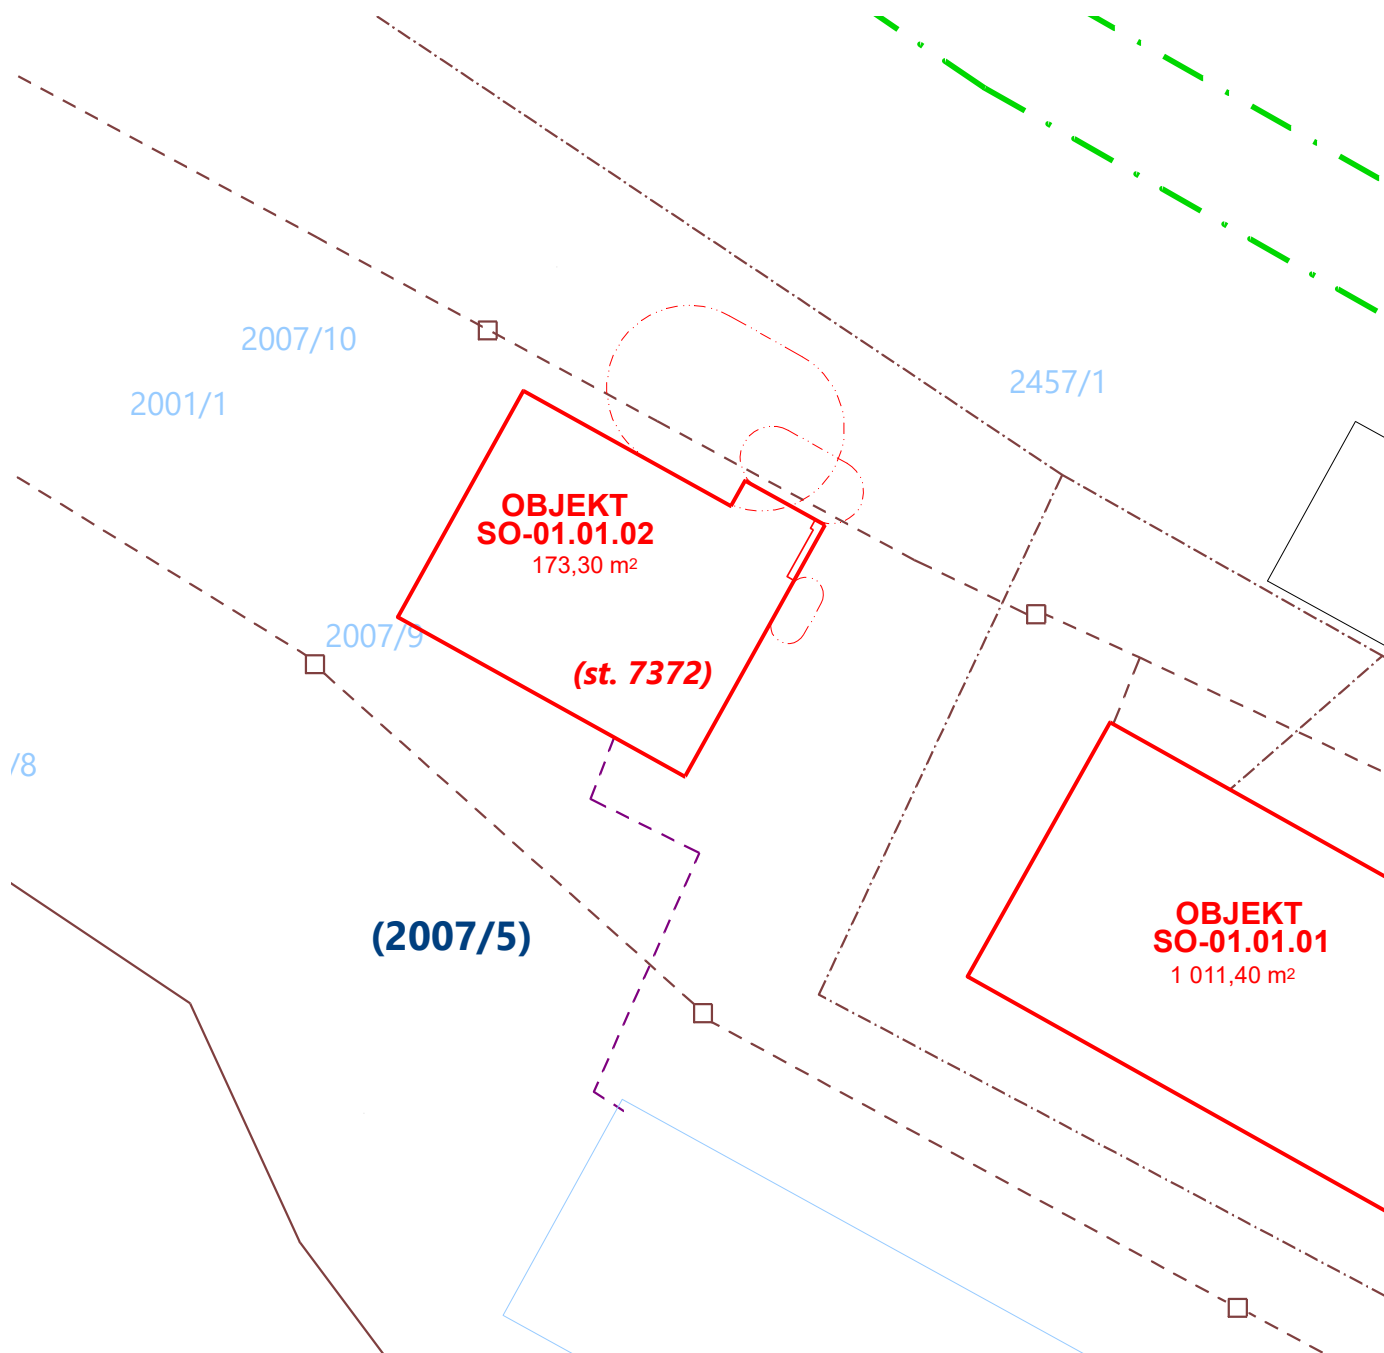 2007/10
2457/1
2001/1
OBJEKT
SO-01.01.02
173,30 m²
2007/9
(st. 7372)
/8
OBJEKT
SO-01.01.01
1 011,40 m²
(2007/5)